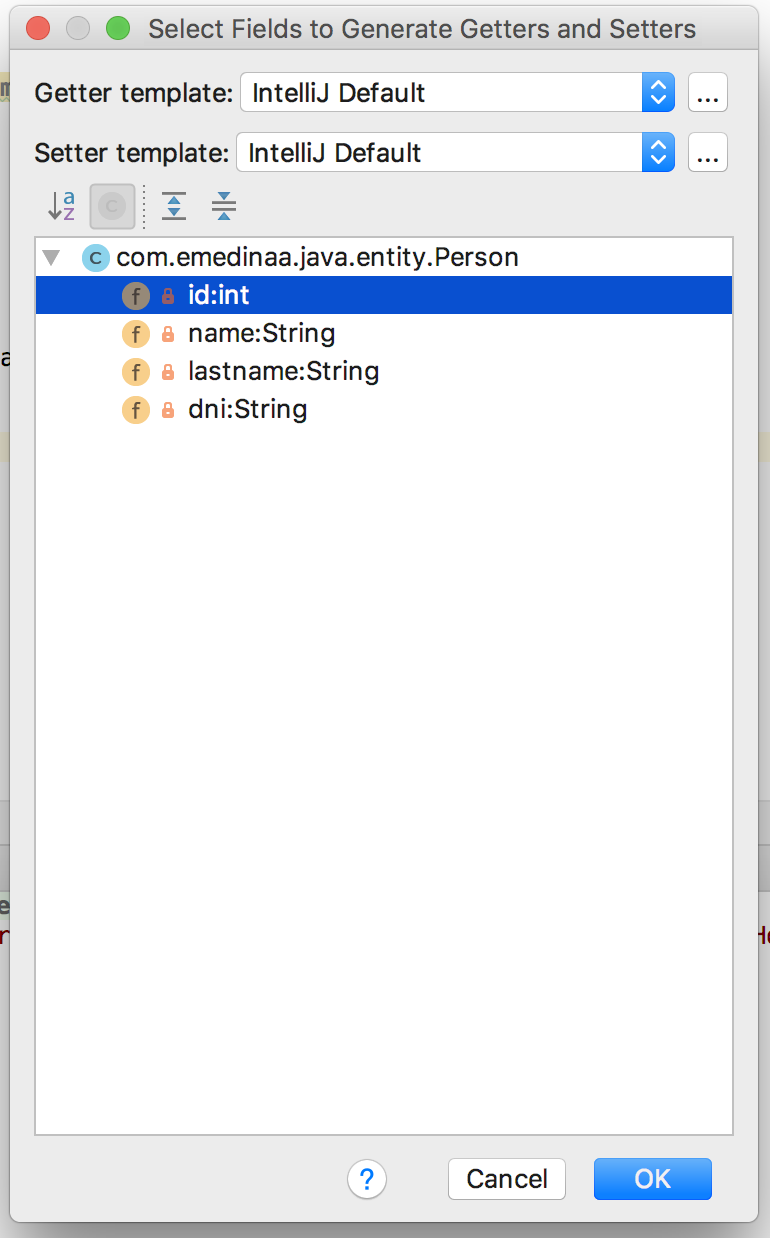 Select Fields to Generate Getters and Setters
Getter template: IntelliJ Default ...
Setter template: IntelliJ Default ...
a z C
C com.emedinaa.java.entity.Person
f id:int
f name:String
f lastname:String
f dni:String
? Cancel OK